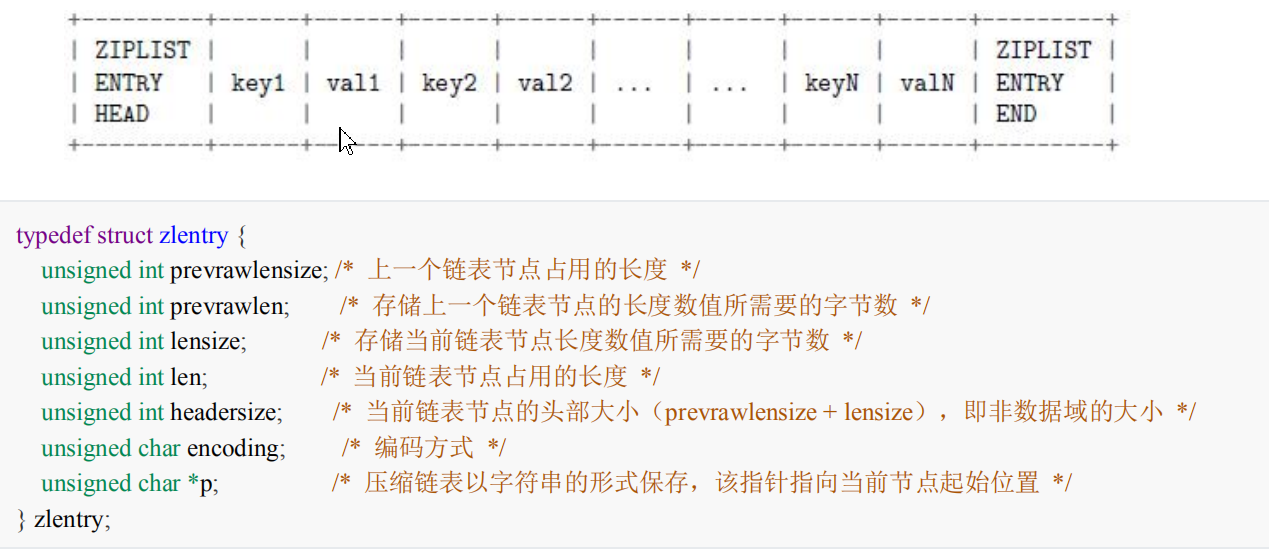 +---------+------+------+------+------+------+------+------+------+---------+
| ZIPLIST |      |      |      |      |      |      |      |      | ZIPLIST |
| ENTRY   | key1 | val1 | key2 | val2 | ...  | ...  | keyN | valN | ENTRY   |
| HEAD    |      |      |      |      |      |      |      |      | END     |
+---------+------+------+------+------+------+------+------+------+---------+
typedef struct zlentry {
unsigned int prevrawlensize; /* 上一个链表节点占用的长度 */
unsigned int prevrawlen; /* 存储上一个链表节点的长度数值所需要的字节数 */
unsigned int lensize; /* 存储当前链表节点长度数值所需要的字节数 */
unsigned int len; /* 当前链表节点占用的长度 */
unsigned int headersize; /* 当前链表节点的头部大小（prevrawlensize + lensize），即非数据域的大小 */
unsigned char encoding; /* 编码方式 */
unsigned char *p; /* 压缩链表以字符串的形式保存，该指针指向当前节点起始位置 */
} zlentry;